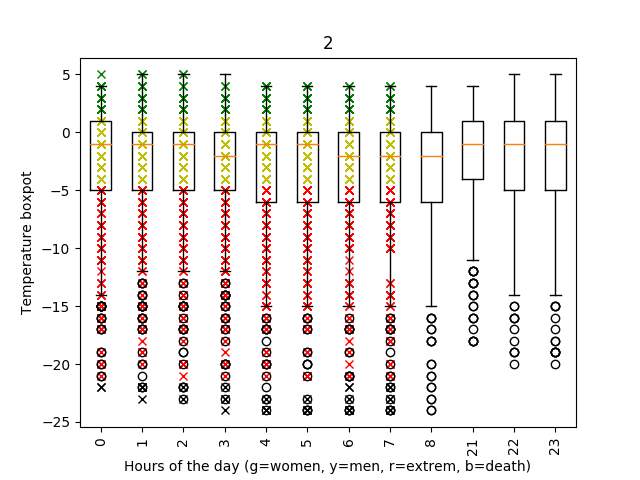 2
Temperature boxpot
5
0
−5
−10
−15
−20
−25
0 1 2 3 4 5 6 7 8 21 22 23
Hours of the day (g=women, y=men, r=extrem, b=death)